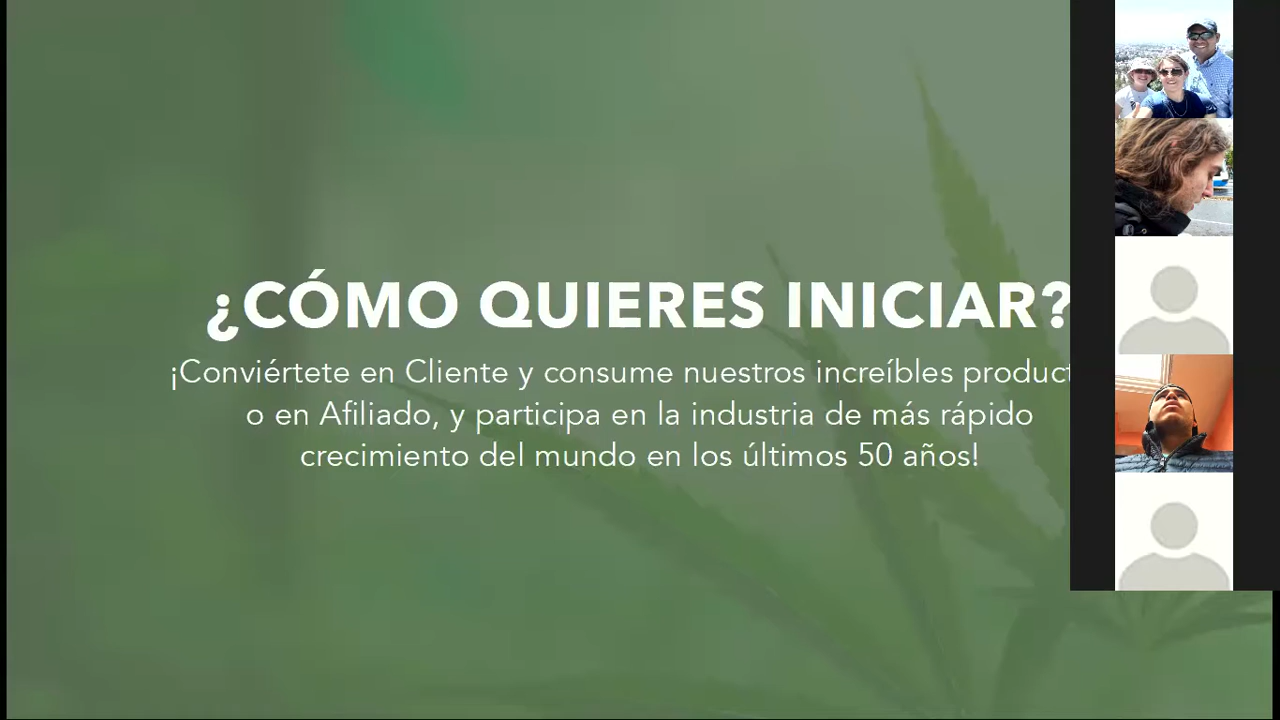 ¿CÓMO QUIERES INICIAR?
¡Conviértete en Cliente y consume nuestros increíbles
o en Afiliado, y participa en la industria de más rápido
crecimiento del mundo en los últimos 50 años!